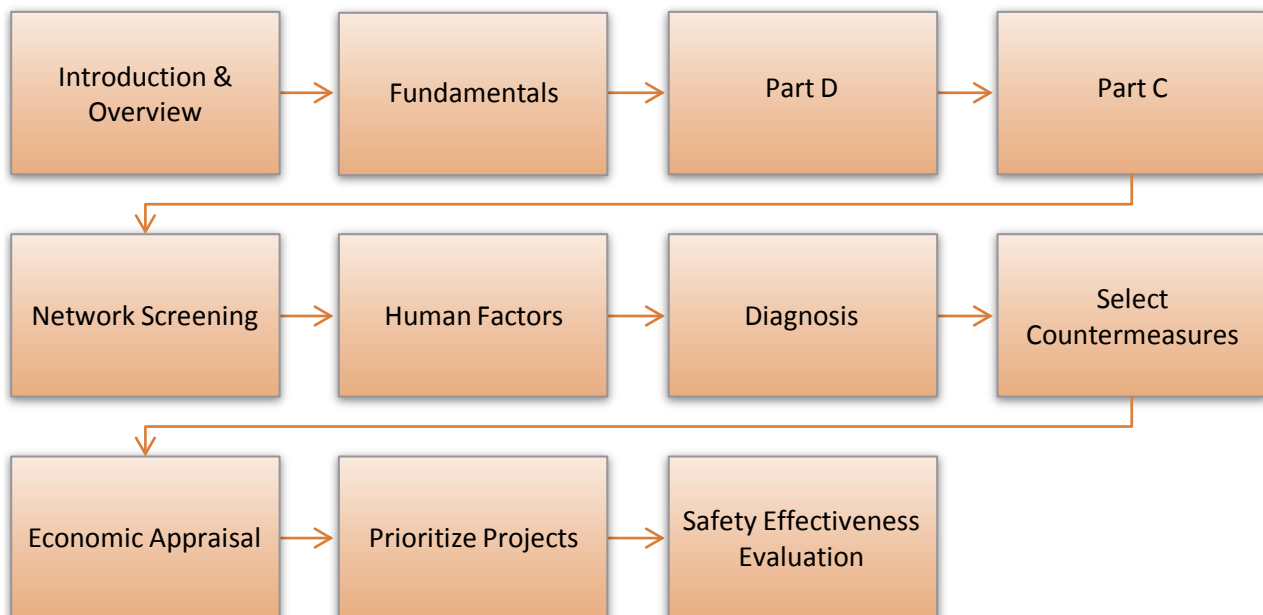 Introduction &
Overview
Fundamentals
Part D
Part C
Network Screening
Human Factors
Diagnosis
Select
Countermeasures
Economic Appraisal
Prioritize Projects
Safety Effectiveness
Evaluation